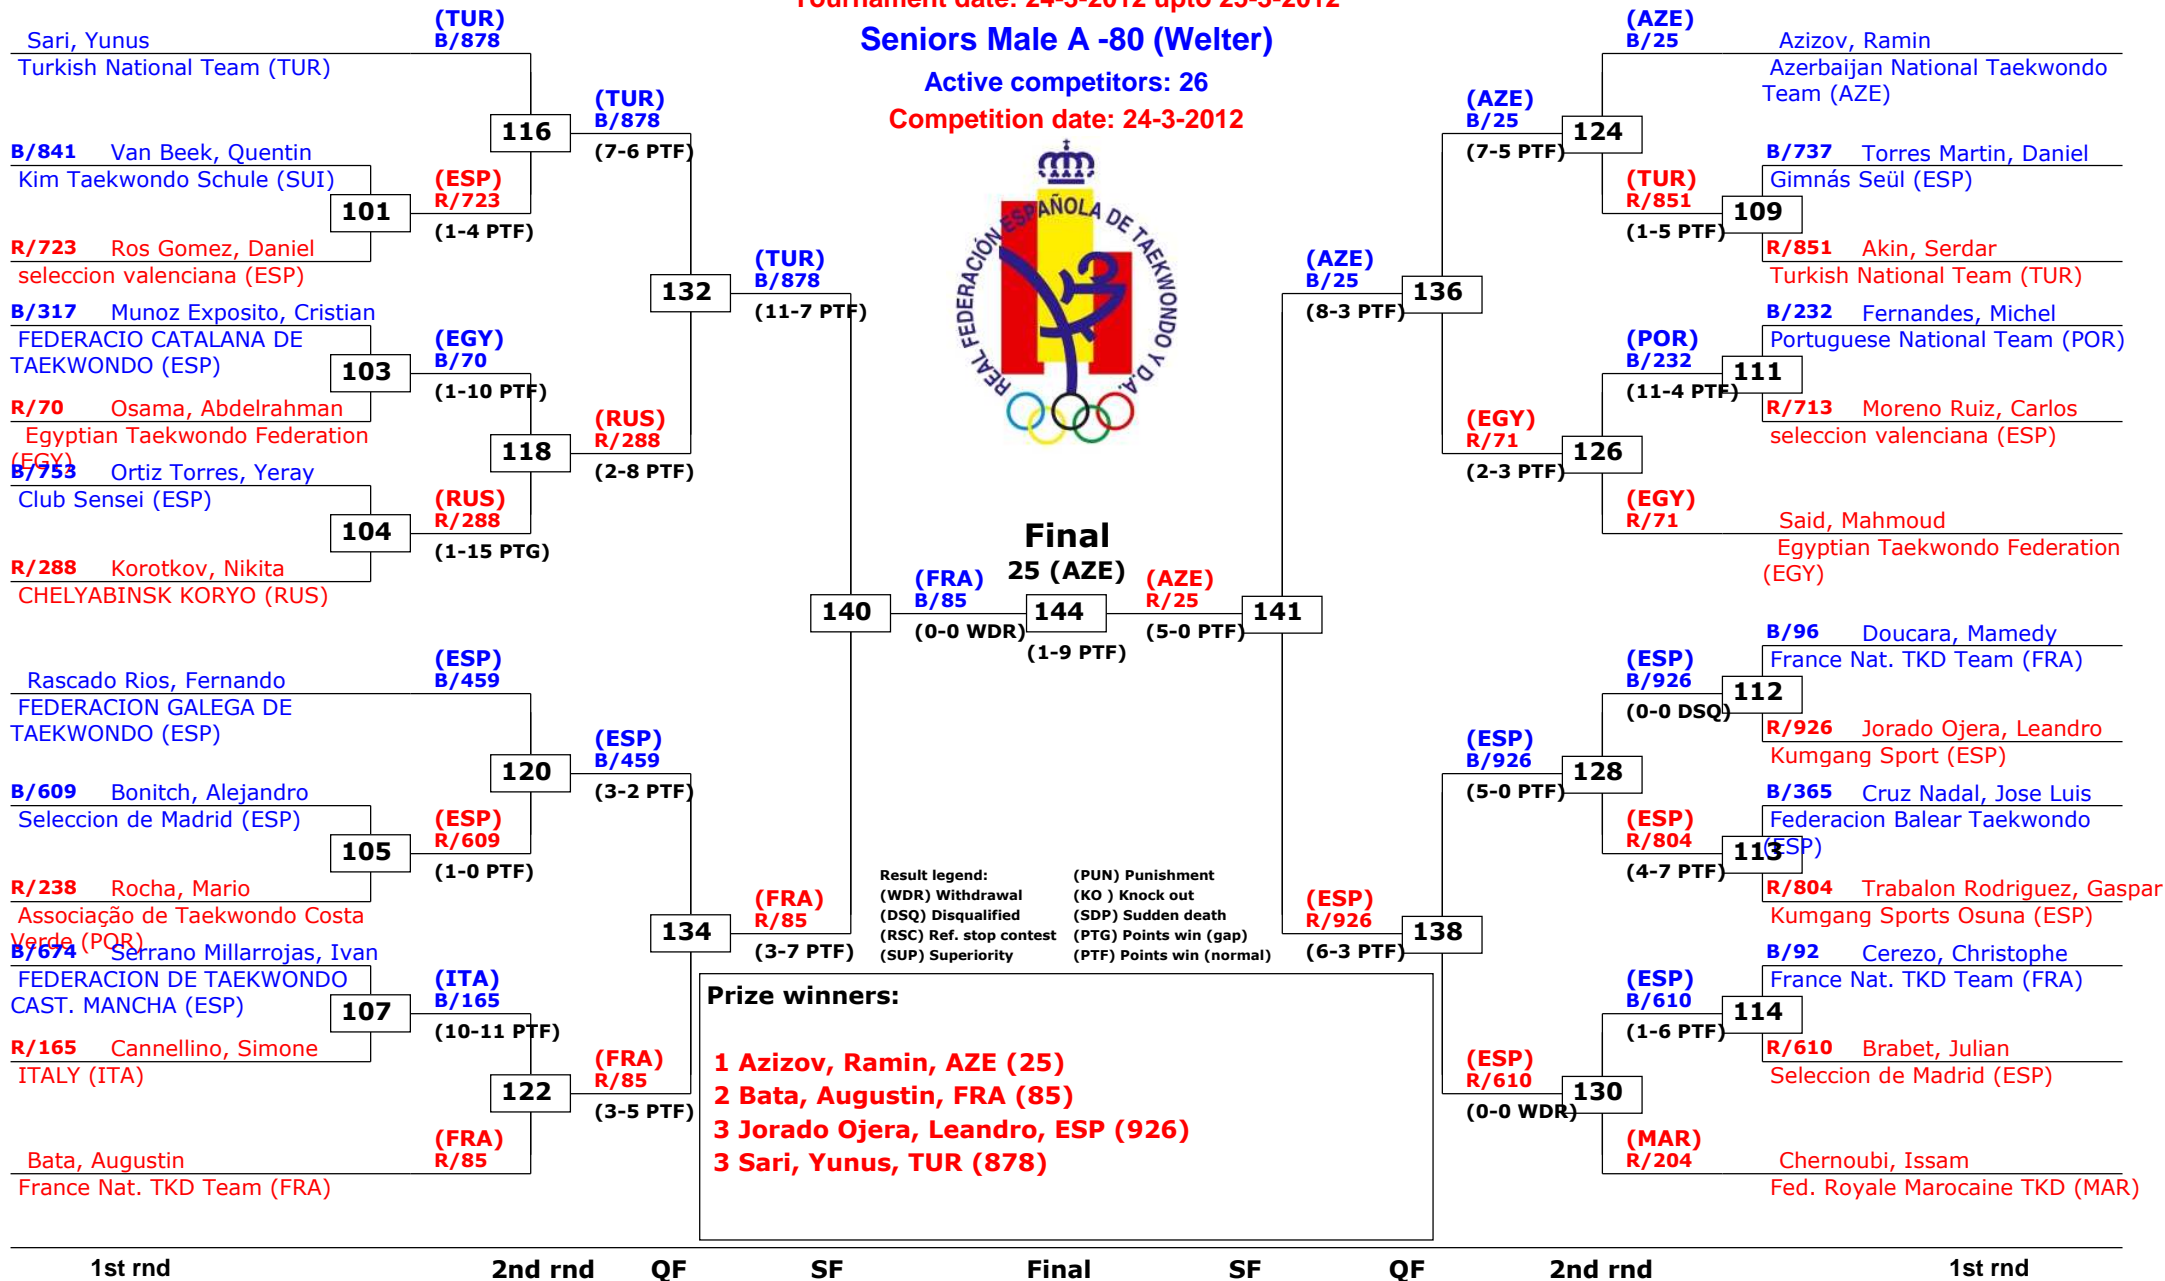 Tournament date: 24-3-2012 upto 25-3-2012
Seniors Male A -80 (Welter)
Active competitors: 26
Competition date: 24-3-2012
REAL FEDERACIÓN ESPAÑOLA DE TAEKWONDO Y D.A.
Sari, Yunus
Turkish National Team (TUR)
B/841 Van Beek, Quentin
Kim Taekwondo Schule (SUI)
101
R/723 Ros Gomez, Daniel
seleccion valenciana (ESP)
B/317 Munoz Exposito, Cristian
FEDERACIO CATALANA DE
TAEKWONDO (ESP)
103
R/70 Osama, Abdelrahman
Egyptian Taekwondo Federation
(EGY)
B/753 Ortiz Torres, Yeray
Club Sensei (ESP)
104
R/288 Korotkov, Nikita
CHELYABINSK KORYO (RUS)
Rascado Rios, Fernando
FEDERACION GALEGA DE
TAEKWONDO (ESP)
B/609 Bonitch, Alejandro
Seleccion de Madrid (ESP)
105
R/238 Rocha, Mario
Associação de Taekwondo Costa
Verde (POR)
B/674 Serrano Millarrojas, Ivan
FEDERACION DE TAEKWONDO
CAST. MANCHA (ESP)
107
R/165 Cannellino, Simone
ITALY (ITA)
Bata, Augustin
France Nat. TKD Team (FRA)
(TUR)
B/878
116
(ESP)
R/723
(1-4 PTF)
(EGY)
B/70
(1-10 PTF)
118
(RUS)
R/288
(1-15 PTG)
(ESP)
B/459
120
(ESP)
R/609
(1-0 PTF)
(ITA)
B/165
(10-11 PTF)
122
(FRA)
R/85
(TUR)
B/878
(7-6 PTF)
132
(RUS)
R/288
(2-8 PTF)
(ESP)
B/459
(3-2 PTF)
134
(FRA)
R/85
(3-5 PTF)
(TUR)
B/878
(11-7 PTF)
140
(FRA)
R/85
(3-7 PTF)
Final
25 (AZE)
(FRA)
B/85
(0-0 WDR)
144
(1-9 PTF)
(AZE)
R/25
(5-0 PTF)
(AZE)
B/25
(8-3 PTF)
141
(ESP)
R/926
(6-3 PTF)
(AZE)
B/25
(7-5 PTF)
136
(EGY)
R/71
(2-3 PTF)
(ESP)
B/926
(5-0 PTF)
138
(ESP)
R/610
(0-0 WDR)
(AZE)
B/25
124
(TUR)
R/851
(1-5 PTF)
(POR)
B/232
(11-4 PTF)
126
(EGY)
R/71
(ESP)
B/926
(0-0 DSQ)
128
(ESP)
R/804
(4-7 PTF)
(ESP)
B/610
(1-6 PTF)
130
(MAR)
R/204
Azizov, Ramin
Azerbaijan National Taekwondo
Team (AZE)
B/737 Torres Martin, Daniel
Gimnás Seül (ESP)
109
R/851 Akin, Serdar
Turkish National Team (TUR)
B/232 Fernandes, Michel
Portuguese National Team (POR)
111
R/713 Moreno Ruiz, Carlos
seleccion valenciana (ESP)
Said, Mahmoud
Egyptian Taekwondo Federation
(EGY)
B/96 Doucara, Mamedy
France Nat. TKD Team (FRA)
112
R/926 Jorado Ojera, Leandro
Kumgang Sport (ESP)
B/365 Cruz Nadal, Jose Luis
Federacion Balear Taekwondo
(ESP)
113
R/804 Trabalon Rodriguez, Gaspar
Kumgang Sports Osuna (ESP)
B/92 Cerezo, Christophe
France Nat. TKD Team (FRA)
114
R/610 Brabet, Julian
Seleccion de Madrid (ESP)
Chernoubi, Issam
Fed. Royale Marocaine TKD (MAR)
Result legend: (PUN) Punishment
(WDR) Withdrawal (KO ) Knock out
(DSQ) Disqualified (SDP) Sudden death
(RSC) Ref. stop contest (PTG) Points win (gap)
(SUP) Superiority (PTF) Points win (normal)
Prize winners:
1 Azizov, Ramin, AZE (25)
2 Bata, Augustin, FRA (85)
3 Jorado Ojera, Leandro, ESP (926)
3 Sari, Yunus, TUR (878)
1st rnd 2nd rnd QF SF Final SF QF 2nd rnd 1st rnd